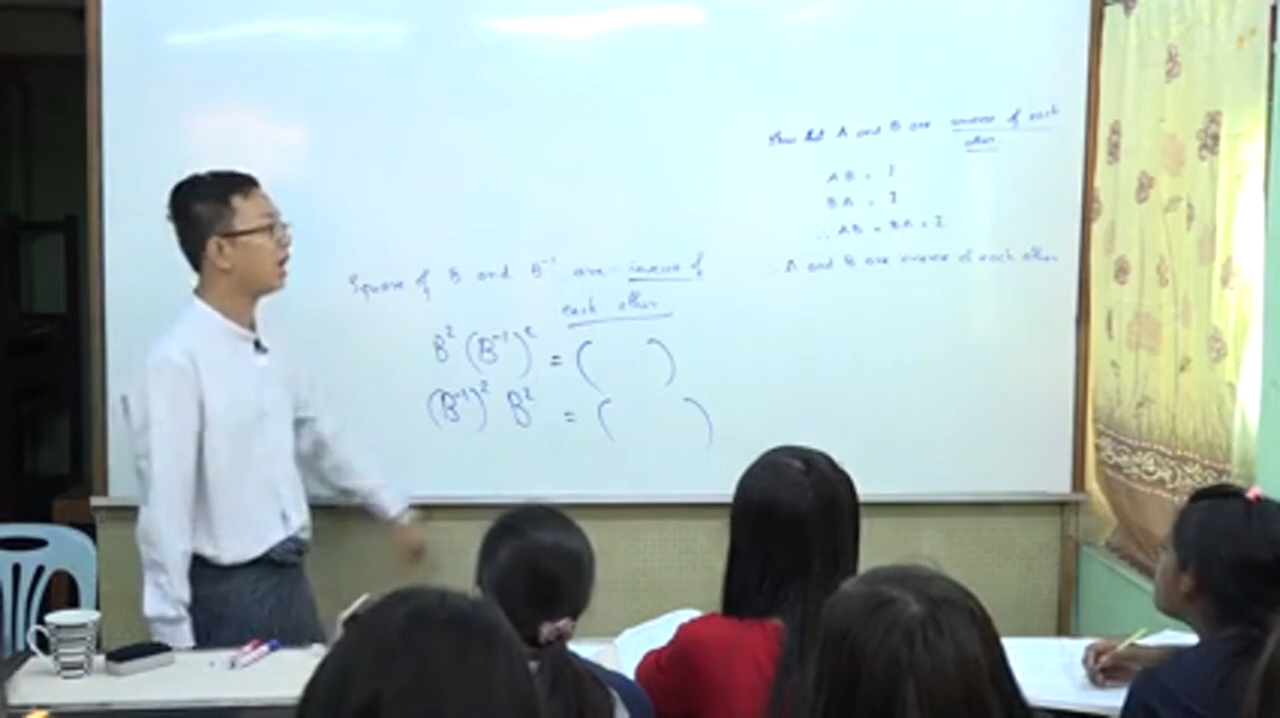 Square of B and B⁻¹ are inverse of
each other
B² (B⁻¹)² = (      )
(B⁻¹)² B² = (      )
Show that A and B are inverse of each
other
AB = I
BA = I
∴ AB = BA = I
∴ A and B are inverse of each other